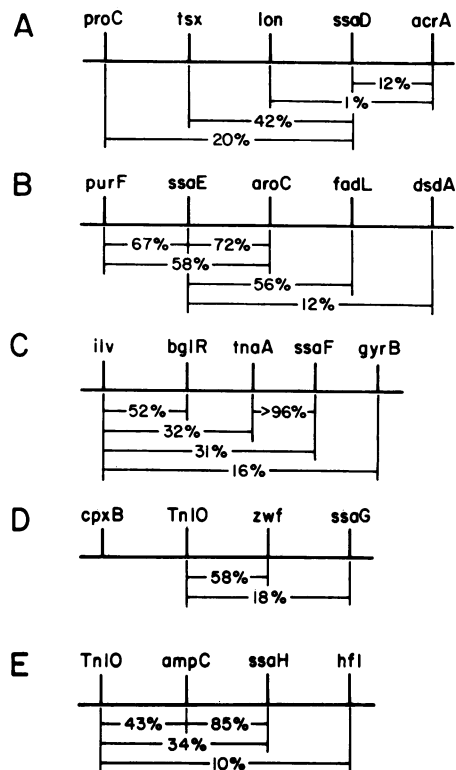 A
proC tsx lon ssaD acrA
12%
1%
42%
20%
B
purF ssaE aroC fadL dsdA
67% 72%
58%
56%
12%
C
ilv bglR tnaA ssaF gyrB
52% >96%
32%
31%
16%
D
cpxB Tn10 zwf ssaG
58%
18%
E
Tn10 ampC ssaH hfl
43% 85%
34%
10%